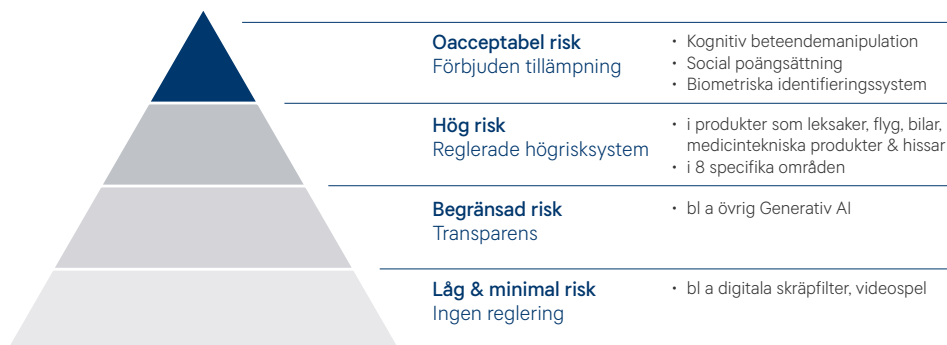 Oacceptabel risk
Förbjuden tillämpning
• Kognitiv beteendemanipulation
• Social poängsättning
• Biometriska identifieringssystem
Hög risk
Reglerade högrisksystem
• i produkter som leksaker, flyg, bilar,
medicintekniska produkter & hissar
• i 8 specifika områden
Begränsad risk
Transparens
• bl a övrig Generativ AI
Låg & minimal risk
Ingen reglering
• bl a digitala skräpfilter, videospel